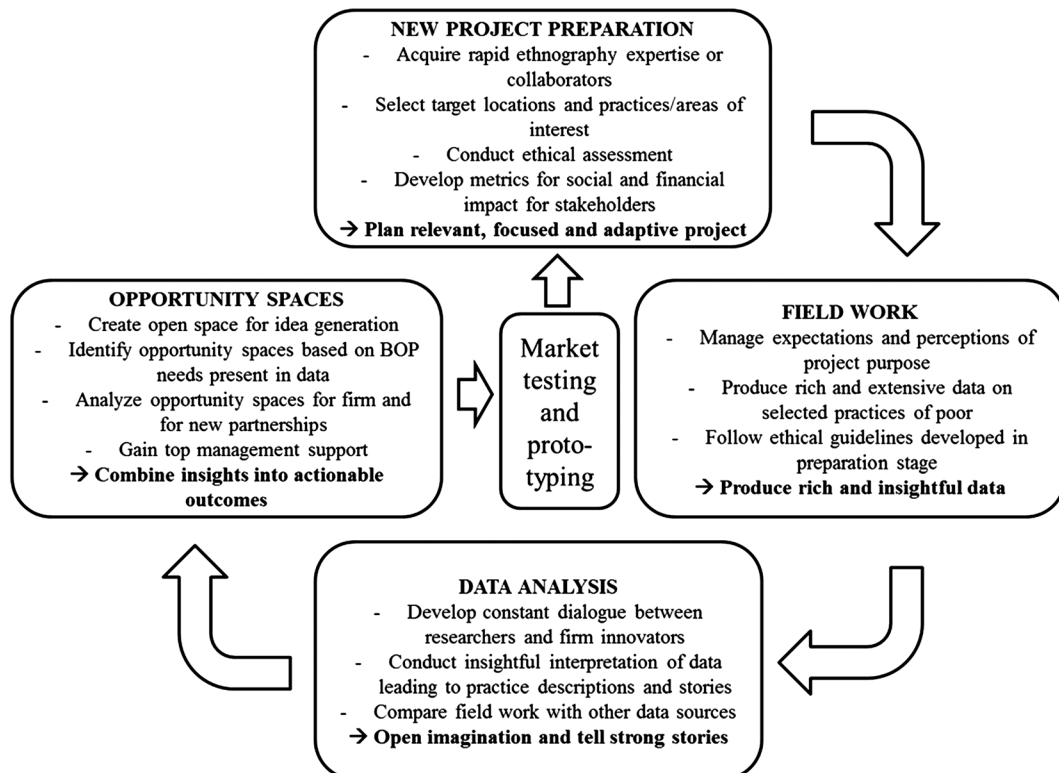 NEW PROJECT PREPARATION
- Acquire rapid ethnography expertise or
collaborators
- Select target locations and practices/areas of
interest
- Conduct ethical assessment
- Develop metrics for social and financial
impact for stakeholders
→ Plan relevant, focused and adaptive project
OPPORTUNITY SPACES
- Create open space for idea generation
- Identify opportunity spaces based on BOP
needs present in data
- Analyze opportunity spaces for firm and
for new partnerships
- Gain top management support
→ Combine insights into actionable
outcomes
Market
testing
and
proto-
typing
FIELD WORK
- Manage expectations and perceptions of
project purpose
- Produce rich and extensive data on
selected practices of poor
- Follow ethical guidelines developed in
preparation stage
→ Produce rich and insightful data
DATA ANALYSIS
- Develop constant dialogue between
researchers and firm innovators
- Conduct insightful interpretation of data
leading to practice descriptions and stories
- Compare field work with other data sources
→ Open imagination and tell strong stories